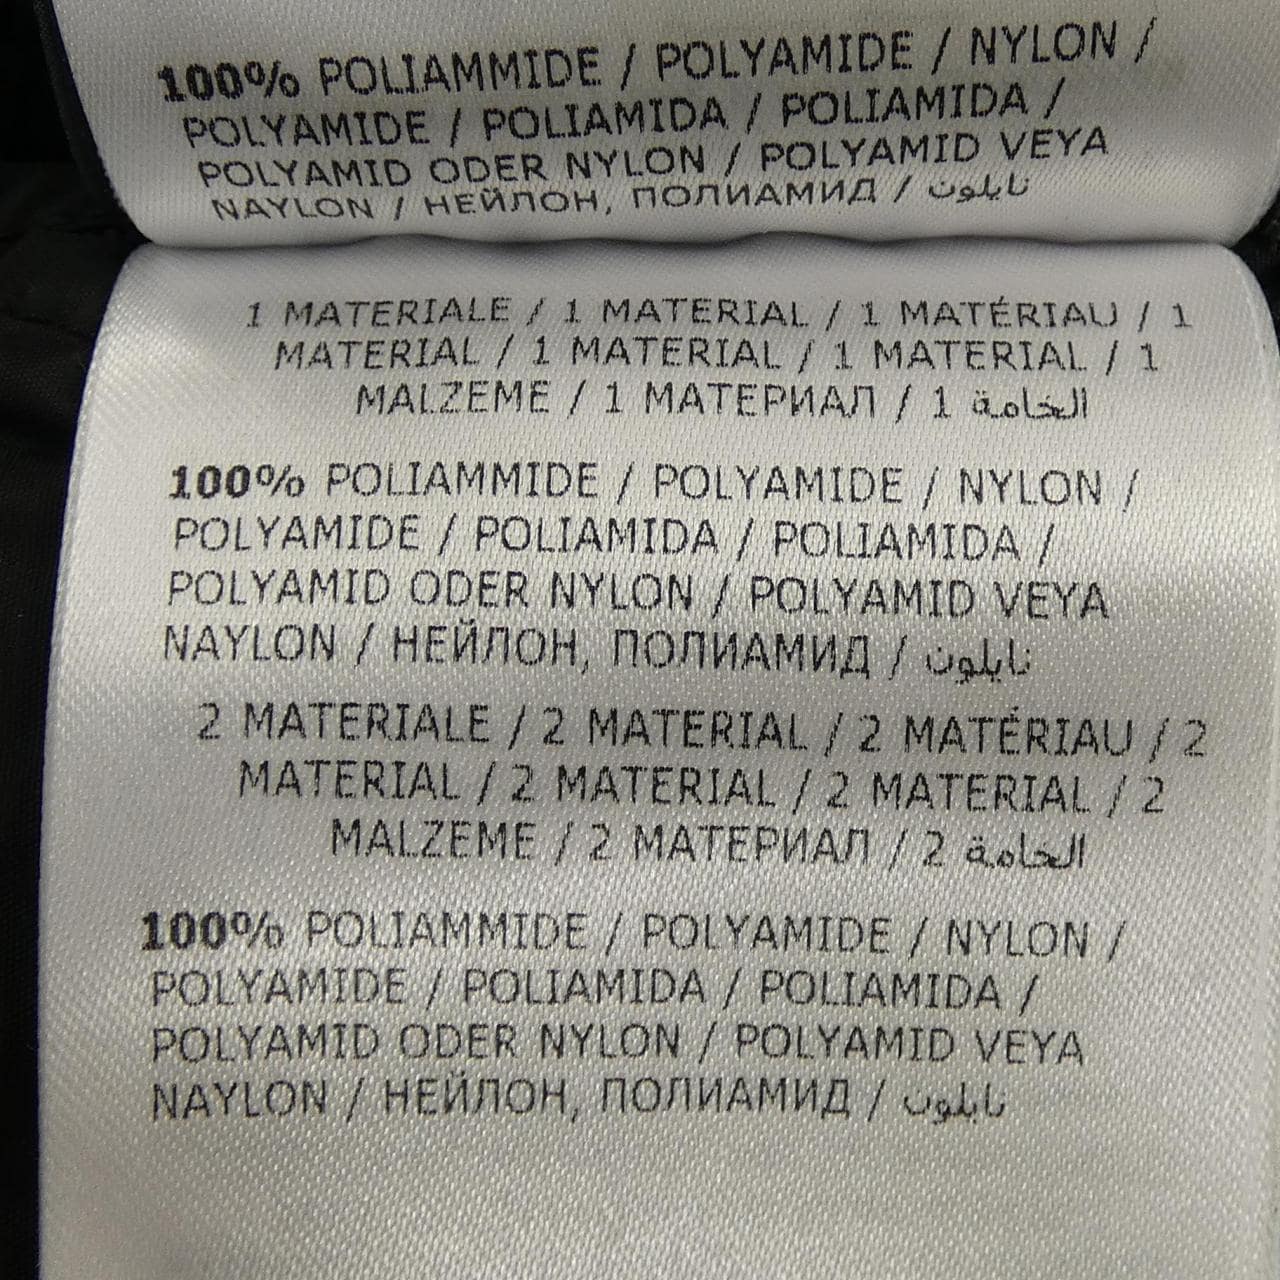 100% POLIAMMIDE / POLYAMIDE / NYLON /
POLYAMIDE / POLIAMIDA / POLIAMIDA /
POLYAMID ODER NYLON / POLYAMID VEYA
NAYLON / НЕЙЛОН, ПОЛИАМИД / نايلون
1 MATERIALE / 1 MATERIAL / 1 MATÉRIAU / 1
MATERIAL / 1 MATERIAL / 1 MATERIAL / 1
MALZEME / 1 МАТЕРИАЛ / 1 الخامة
100% POLIAMMIDE / POLYAMIDE / NYLON /
POLYAMIDE / POLIAMIDA / POLIAMIDA /
POLYAMID ODER NYLON / POLYAMID VEYA
NAYLON / НЕЙЛОН, ПОЛИАМИД / نايلون
2 MATERIALE / 2 MATERIAL / 2 MATÉRIAU / 2
MATERIAL / 2 MATERIAL / 2 MATERIAL / 2
MALZEME / 2 МАТЕРИАЛ / 2 الخامة
100% POLIAMMIDE / POLYAMIDE / NYLON /
POLYAMIDE / POLIAMIDA / POLIAMIDA /
POLYAMID ODER NYLON / POLYAMID VEYA
NAYLON / НЕЙЛОН, ПОЛИАМИД / نايلون